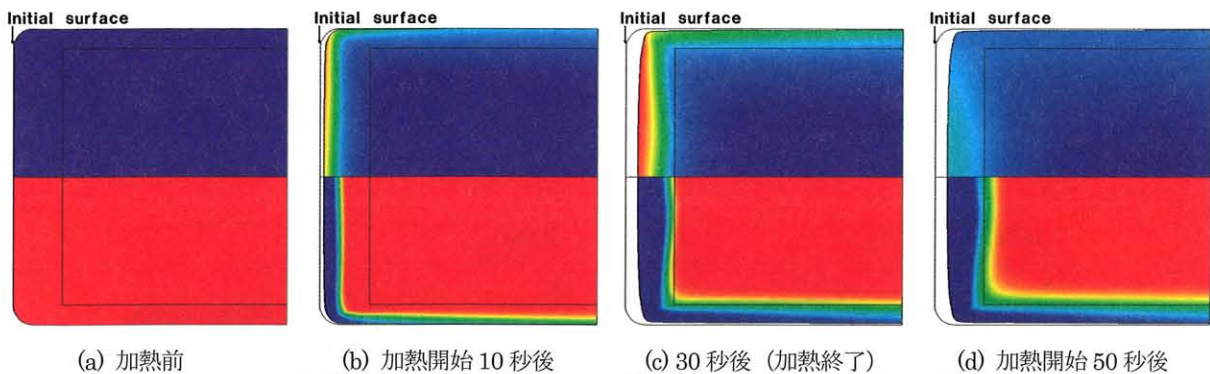 Initial surface
Initial surface
Initial surface
Initial surface
(a) 加熱前
(b) 加熱開始 10 秒後
(c) 30 秒後（加熱終了）
(d) 加熱開始 50 秒後